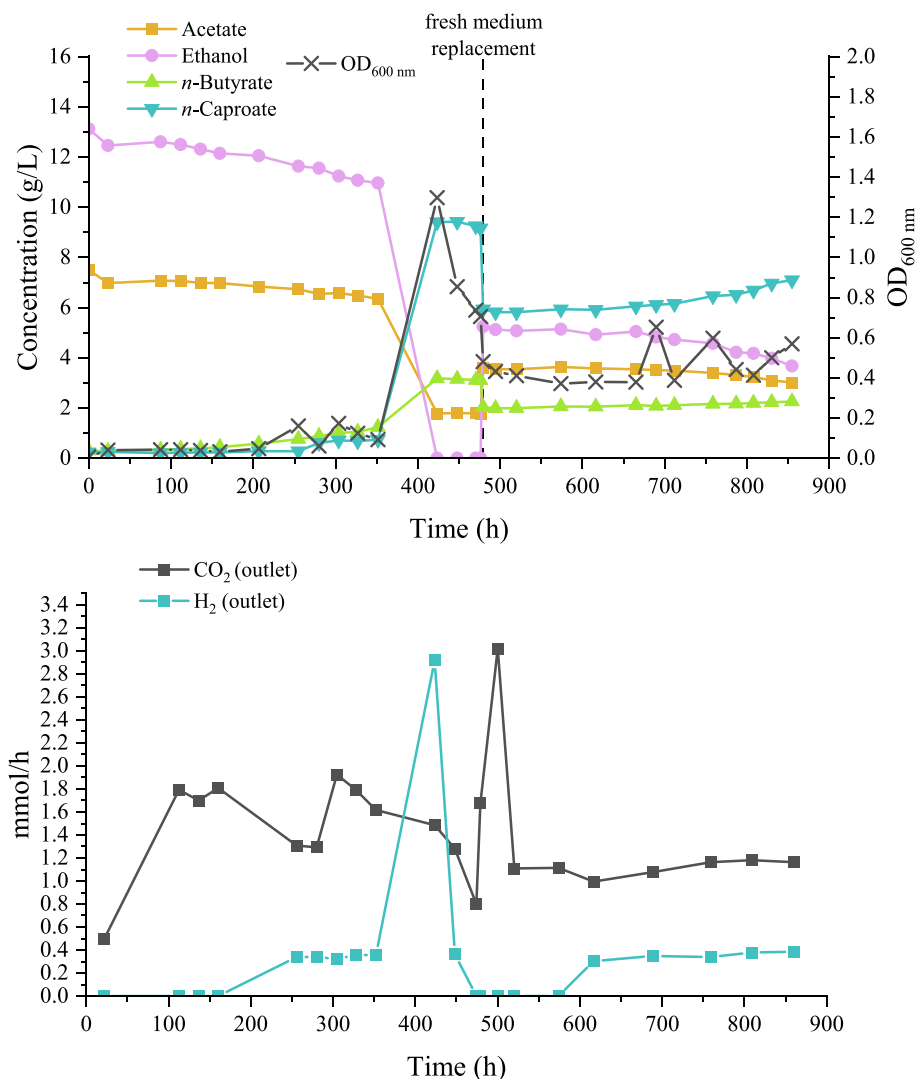 Acetate
Ethanol
n-Butyrate
n-Caproate
OD600 nm
fresh medium
replacement
Concentration (g/L)
16
14
12
10
8
6
4
2
0
OD600 nm
2.0
1.8
1.6
1.4
1.2
1.0
0.8
0.6
0.4
0.2
0.0
0 100 200 300 400 500 600 700 800 900
Time (h)
CO2 (outlet)
H2 (outlet)
mmol/h
3.4
3.2
3.0
2.8
2.6
2.4
2.2
2.0
1.8
1.6
1.4
1.2
1.0
0.8
0.6
0.4
0.2
0.0
0 100 200 300 400 500 600 700 800 900
Time (h)